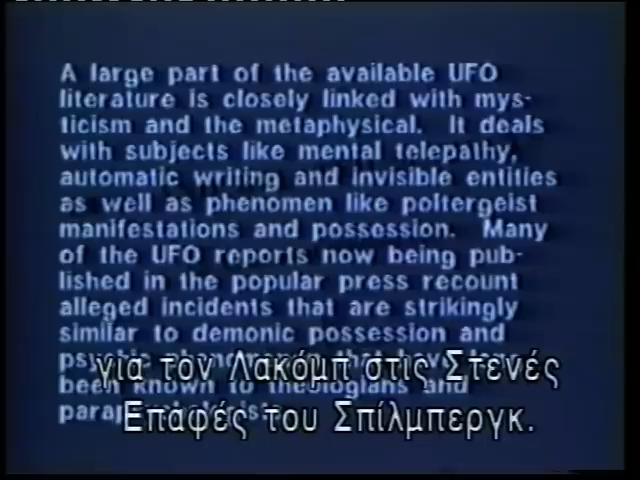 A large part of the available UFO
literature is closely linked with mys-
ticism and the metaphysical. It deals
with subjects like mental telepathy,
automatic writing and invisible entities
as well as phenomen like poltergeist
manifestations and possession. Many
of the UFO reports now being pub-
lished in the popular press recount
alleged incidents that are strikingly
similar to demonic possession and
been known to theologians and
για τον Λακόμπ στις Στενές
Επαφές του Σπίλμπεργκ.